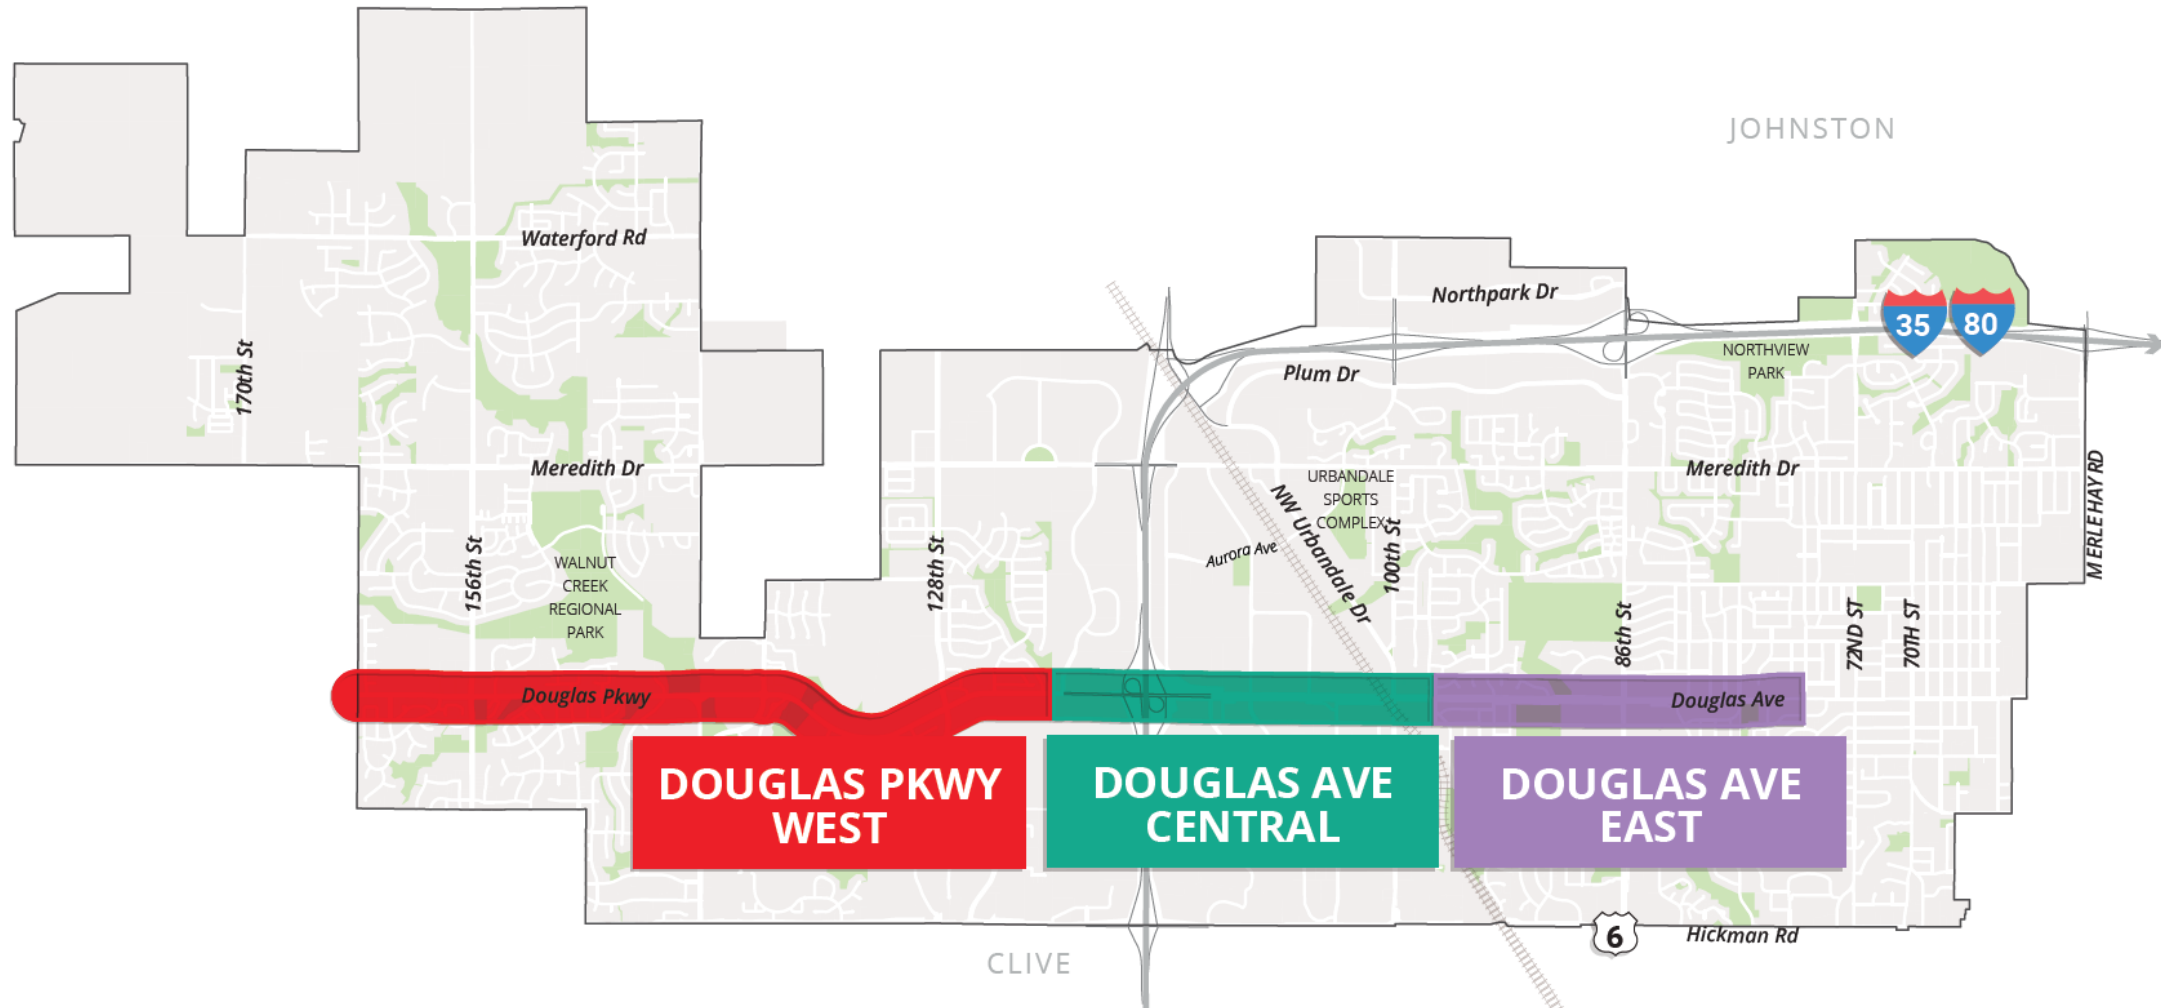 JOHNSTON
Waterford Rd
Northpark Dr
35
80
NORTHVIEW
PARK
Plum Dr
170th St
Meredith Dr
Meredith Dr
MERLEHAY RD
URBANDALE
SPORTS
COMPLEX
NW Urbandale Dr
100th St
Aurora Ave
156th St
WALNUT
CREEK
REGIONAL
PARK
128th St
86th St
72ND ST
70TH ST
Douglas Pkwy
Douglas Ave
DOUGLAS PKWY
WEST
DOUGLAS AVE
CENTRAL
DOUGLAS AVE
EAST
6
Hickman Rd
CLIVE